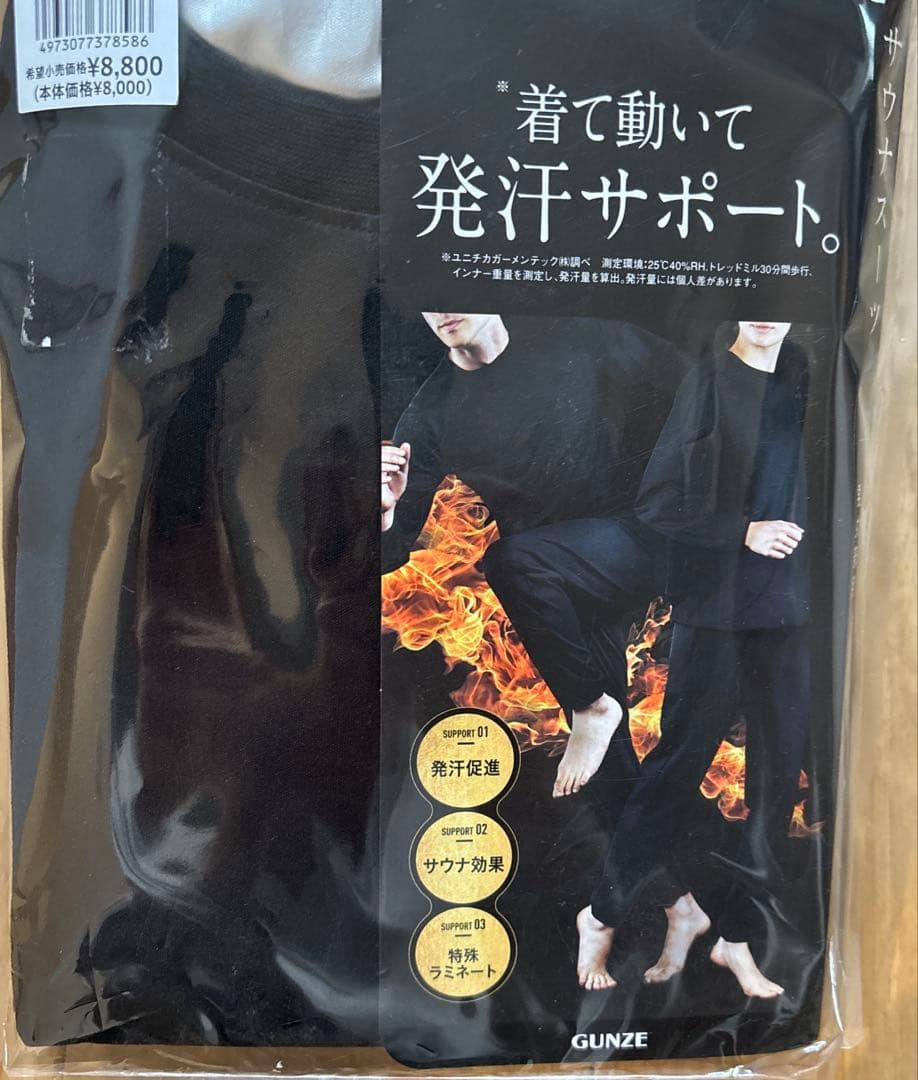 4973077378586
希望小売価格¥8,800
(本体価格¥8,000)
※着て動いて
発汗サポート。
※ユニチカガーメンテック㈱調べ 測定環境:25℃40%RH、トレッドミル30分間歩行、
インナー重量を測定し、発汗量を算出。発汗量には個人差があります。
サウナスーツ
SUPPORT 01
発汗促進
SUPPORT 02
サウナ効果
SUPPORT 03
特殊
ラミネート
GUNZE